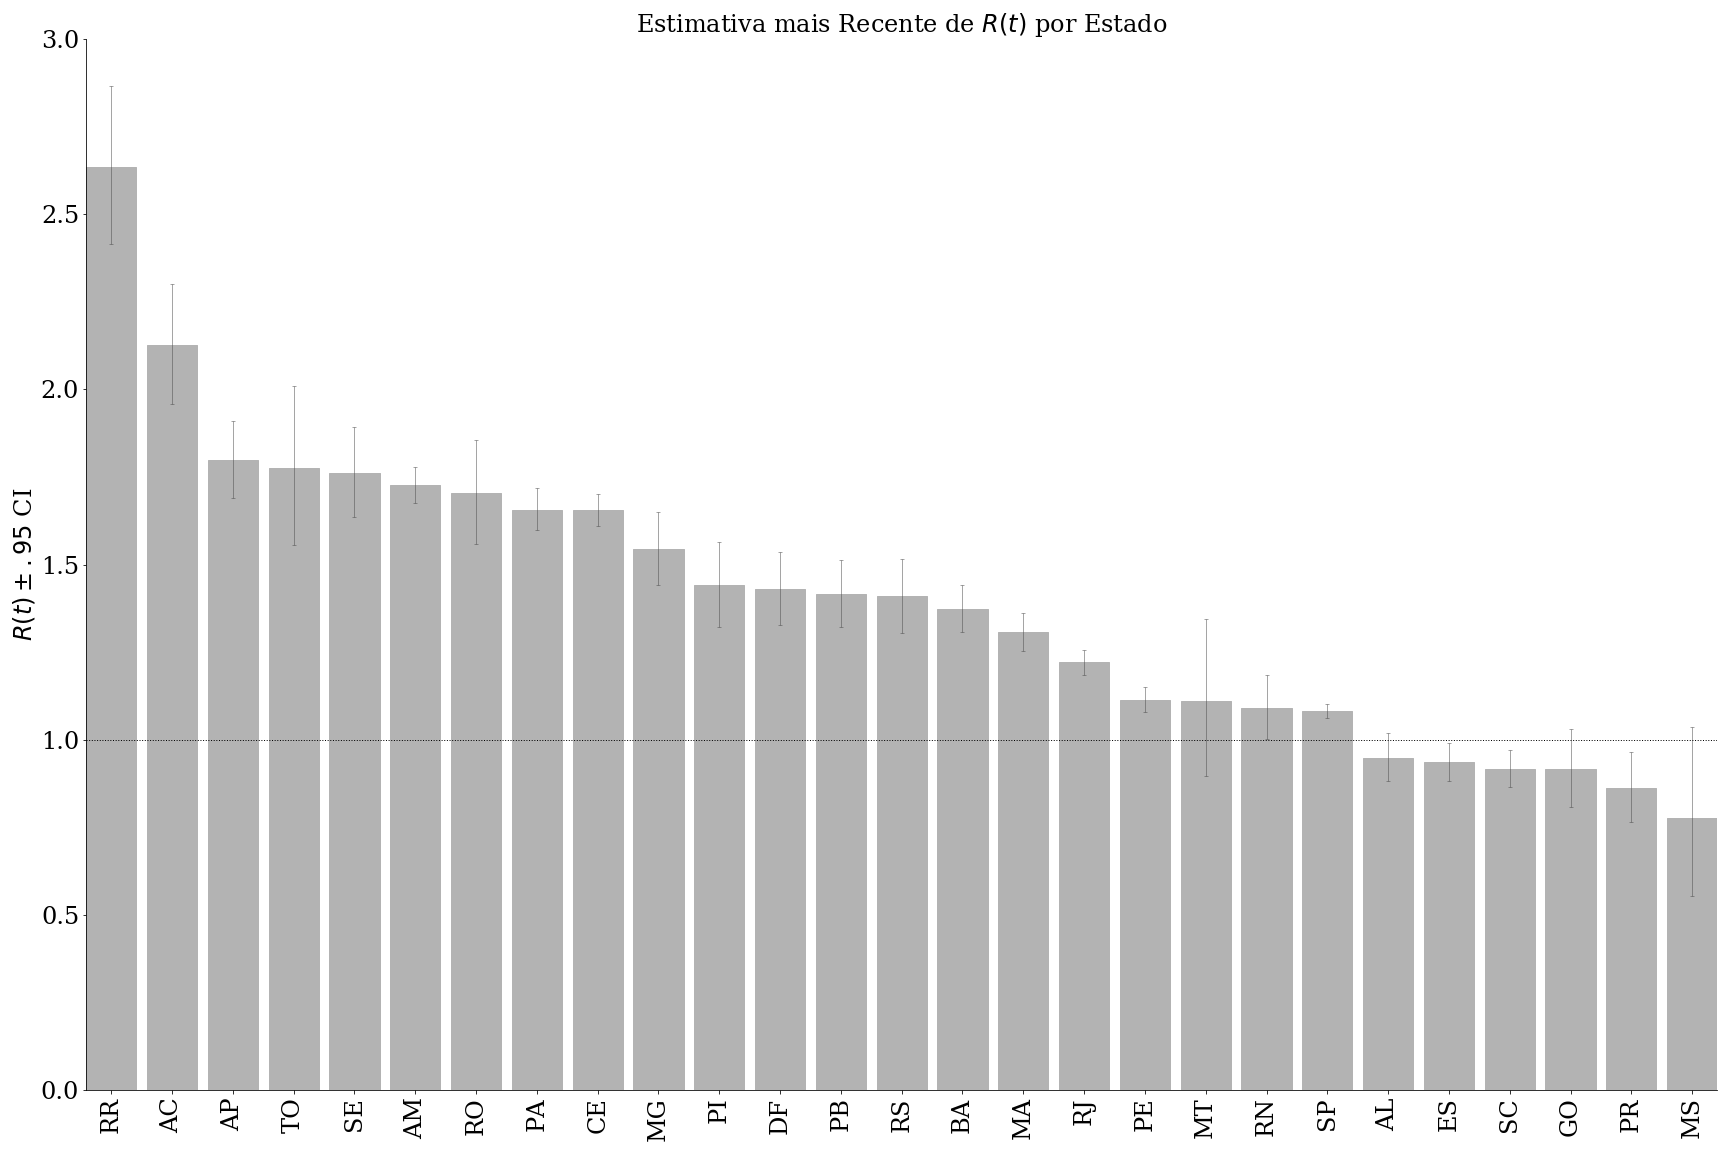 Estimativa mais Recente de R(t) por Estado
R(t) ± .95 CI
3.0
2.5
2.0
1.5
1.0
0.5
0.0
RR AC AP TO SE AM RO PA CE MG PI DF PB RS BA MA RJ PE MT RN SP AL ES SC GO PR MS